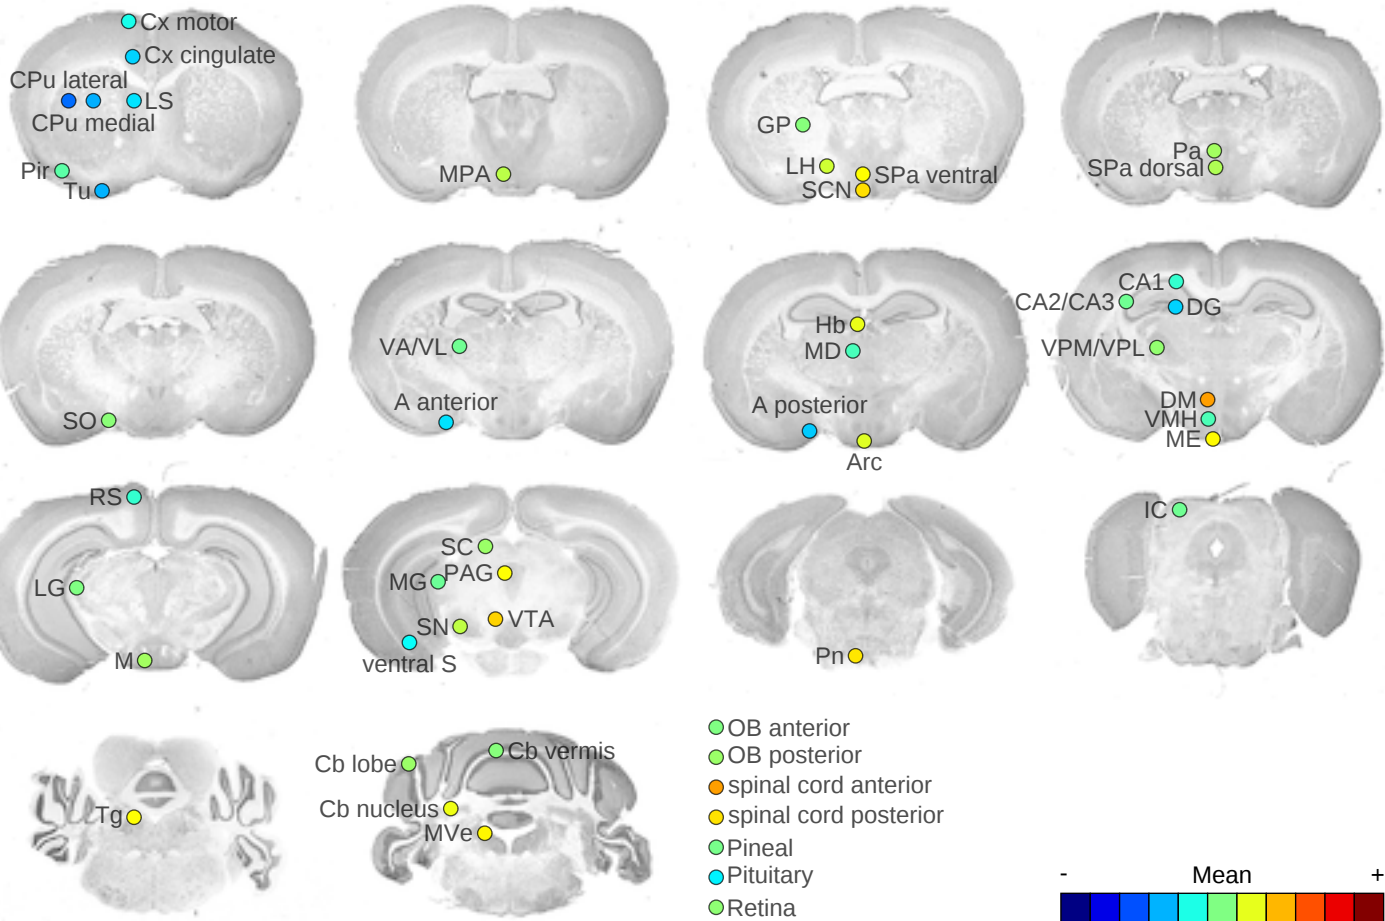 Cx motor
Cx cingulate
CPu lateral
LS
CPu medial
Pir
Tu
MPA
GP
LH
SPa ventral
SCN
Pa
SPa dorsal
SO
VA/VL
A anterior
Hb
MD
A posterior
Arc
CA1
CA2/CA3
DG
VPM/VPL
DM
VMH
ME
RS
LG
M
SC
MG
PAG
SN
VTA
ventral S
Pn
IC
Tg
Cb vermis
Cb lobe
Cb nucleus
MVe
OB anterior
OB posterior
spinal cord anterior
spinal cord posterior
Pineal
Pituitary
Retina
- Mean +